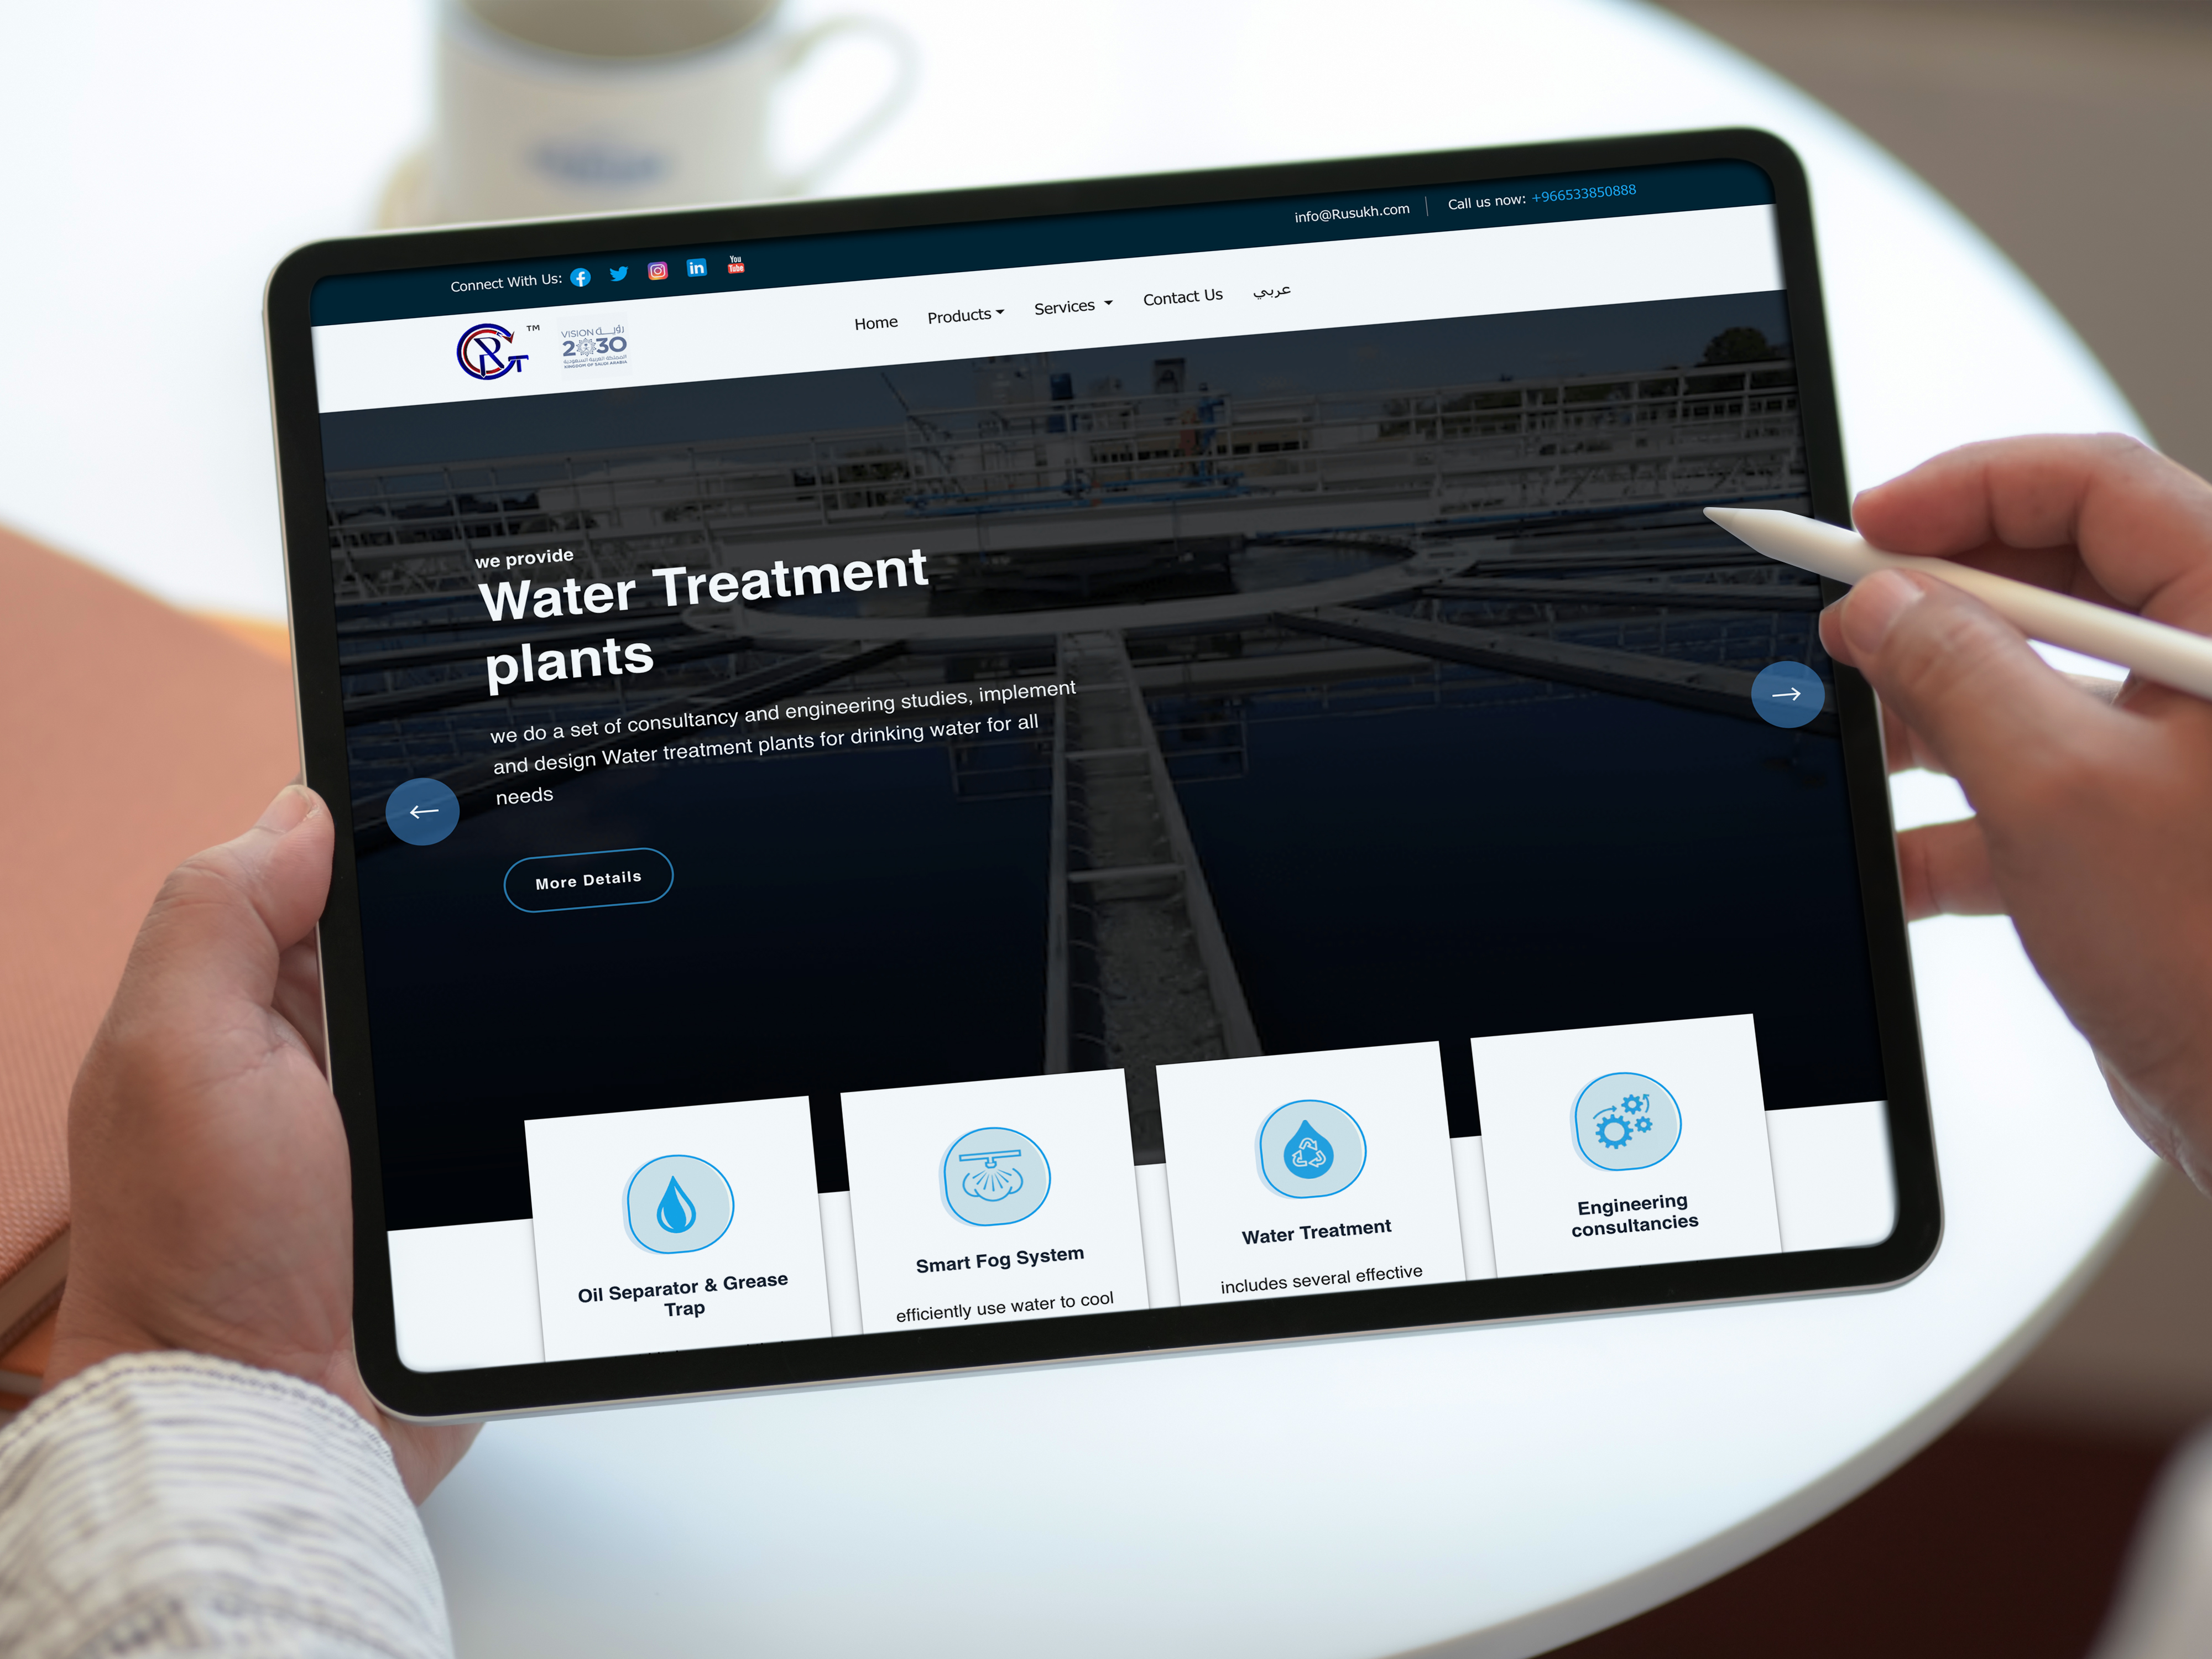 info@Rusukh.com
Call us now: +966533850888
Connect With Us:
You
Tube
TM
VISION رؤيــة
2030
المملكة العربية السعودية
KINGDOM OF SAUDI ARABIA
Home
Products
Services
Contact Us
عربي
we provide
Water Treatment
plants
we do a set of consultancy and engineering studies, implement
and design Water treatment plants for drinking water for all
needs
More Details
Oil Separator & Grease
Trap
Smart Fog System
efficiently use water to cool
Water Treatment
includes several effective
Engineering
consultancies